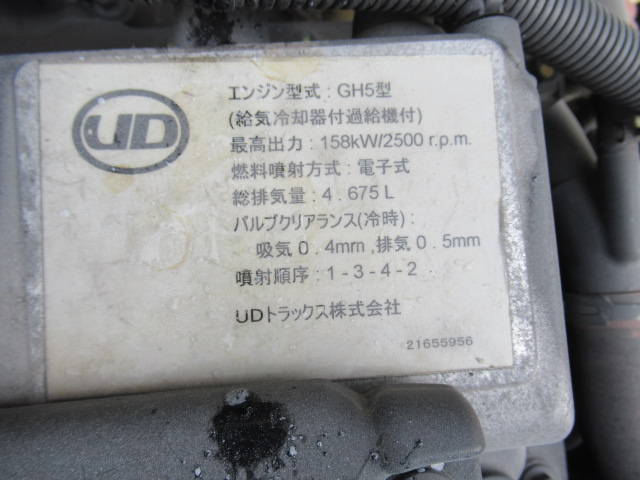 UD
エンジン型式：GH5型
(給気冷却器付過給機付)
最高出力：158kW/2500 r.p.m.
燃料噴射方式：電子式
総排気量：4.675 L
バルブクリアランス(冷時)：
吸気 0.4mm ,排気 0.5mm
噴射順序：1-3-4-2
UDトラックス株式会社
21655956